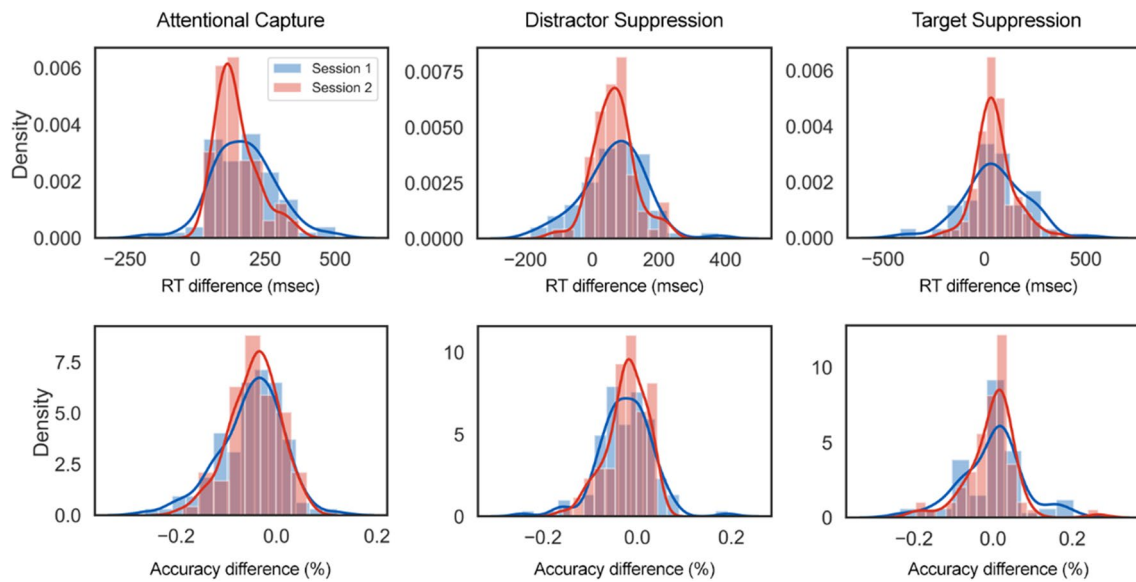 Attentional Capture Distractor Suppression Target Suppression
Session 1
Session 2
Density
0.006
0.004
0.002
0.000
−250 0 250 500
RT difference (msec)
0.0075
0.0050
0.0025
0.0000
−200 0 200 400
RT difference (msec)
0.006
0.004
0.002
0.000
−500 0 500
RT difference (msec)
Density
7.5
5.0
2.5
0.0
−0.2 0.0 0.2
Accuracy difference (%)
10
5
0
−0.2 0.0 0.2
Accuracy difference (%)
10
5
0
−0.2 0.0 0.2
Accuracy difference (%)